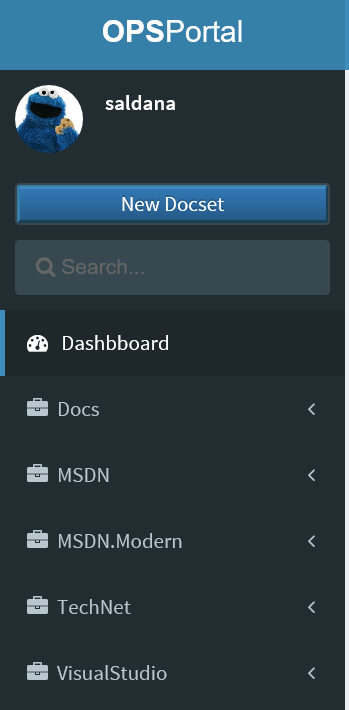 OPSPortal
saldana
New Docset
Search...
Dashbboard
Docs
MSDN
MSDN.Modern
TechNet
VisualStudio